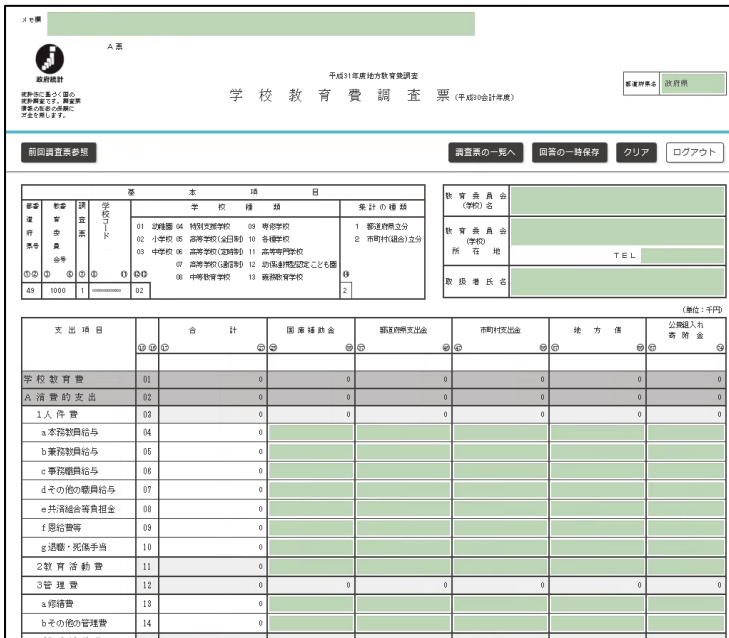 メモ欄
A票
政府統計
統計法に基づく国の
統計調査です。調査票
情報の秘密の保護に
万全を期します。
平成31年度地方教育費調査
学校教育費調査票(平成30会計年度)
都道府県名 政府県
前回調査票参照 調査票の一覧へ 回答の一時保存 クリア ログアウト
基本項目
都道府県番号 教育委員会番号 調査票 学校コード 学校種類 集計の種類
01 幼稚園 04 特別支援学校 09 専修学校 1 都道府県立分
02 小学校 05 高等学校(全日制) 10 各種学校 2 市町村(組合)立分
03 中学校 06 高等学校(定時制) 11 高等専門学校
07 高等学校(通信制) 12 幼保連携型認定こども園
08 中等教育学校 13 義務教育学校
49 1000 1 02 2
教育委員会
(学校)名
教育委員会
(学校)
所在地
TEL
取扱者氏名
(単位:千円)
支出項目 合計 国庫補助金 都道府県支出金 市町村支出金 地方債 公費組入れ寄附金
学校教育費 01 0 0 0 0 0 0
A消費的支出 02 0 0 0 0 0 0
1人件費 03 0 0 0 0 0 0
a本務教員給与 04 0
b兼務教員給与 05 0
c事務職員給与 06 0
dその他の職員給与 07 0
e共済組合等負担金 08 0
f恩給費等 09 0
g退職・死傷手当 10 0
2教育活動費 11 0
3管理費 12 0 0 0 0 0 0
a修繕費 13 0
bその他の管理費 14 0